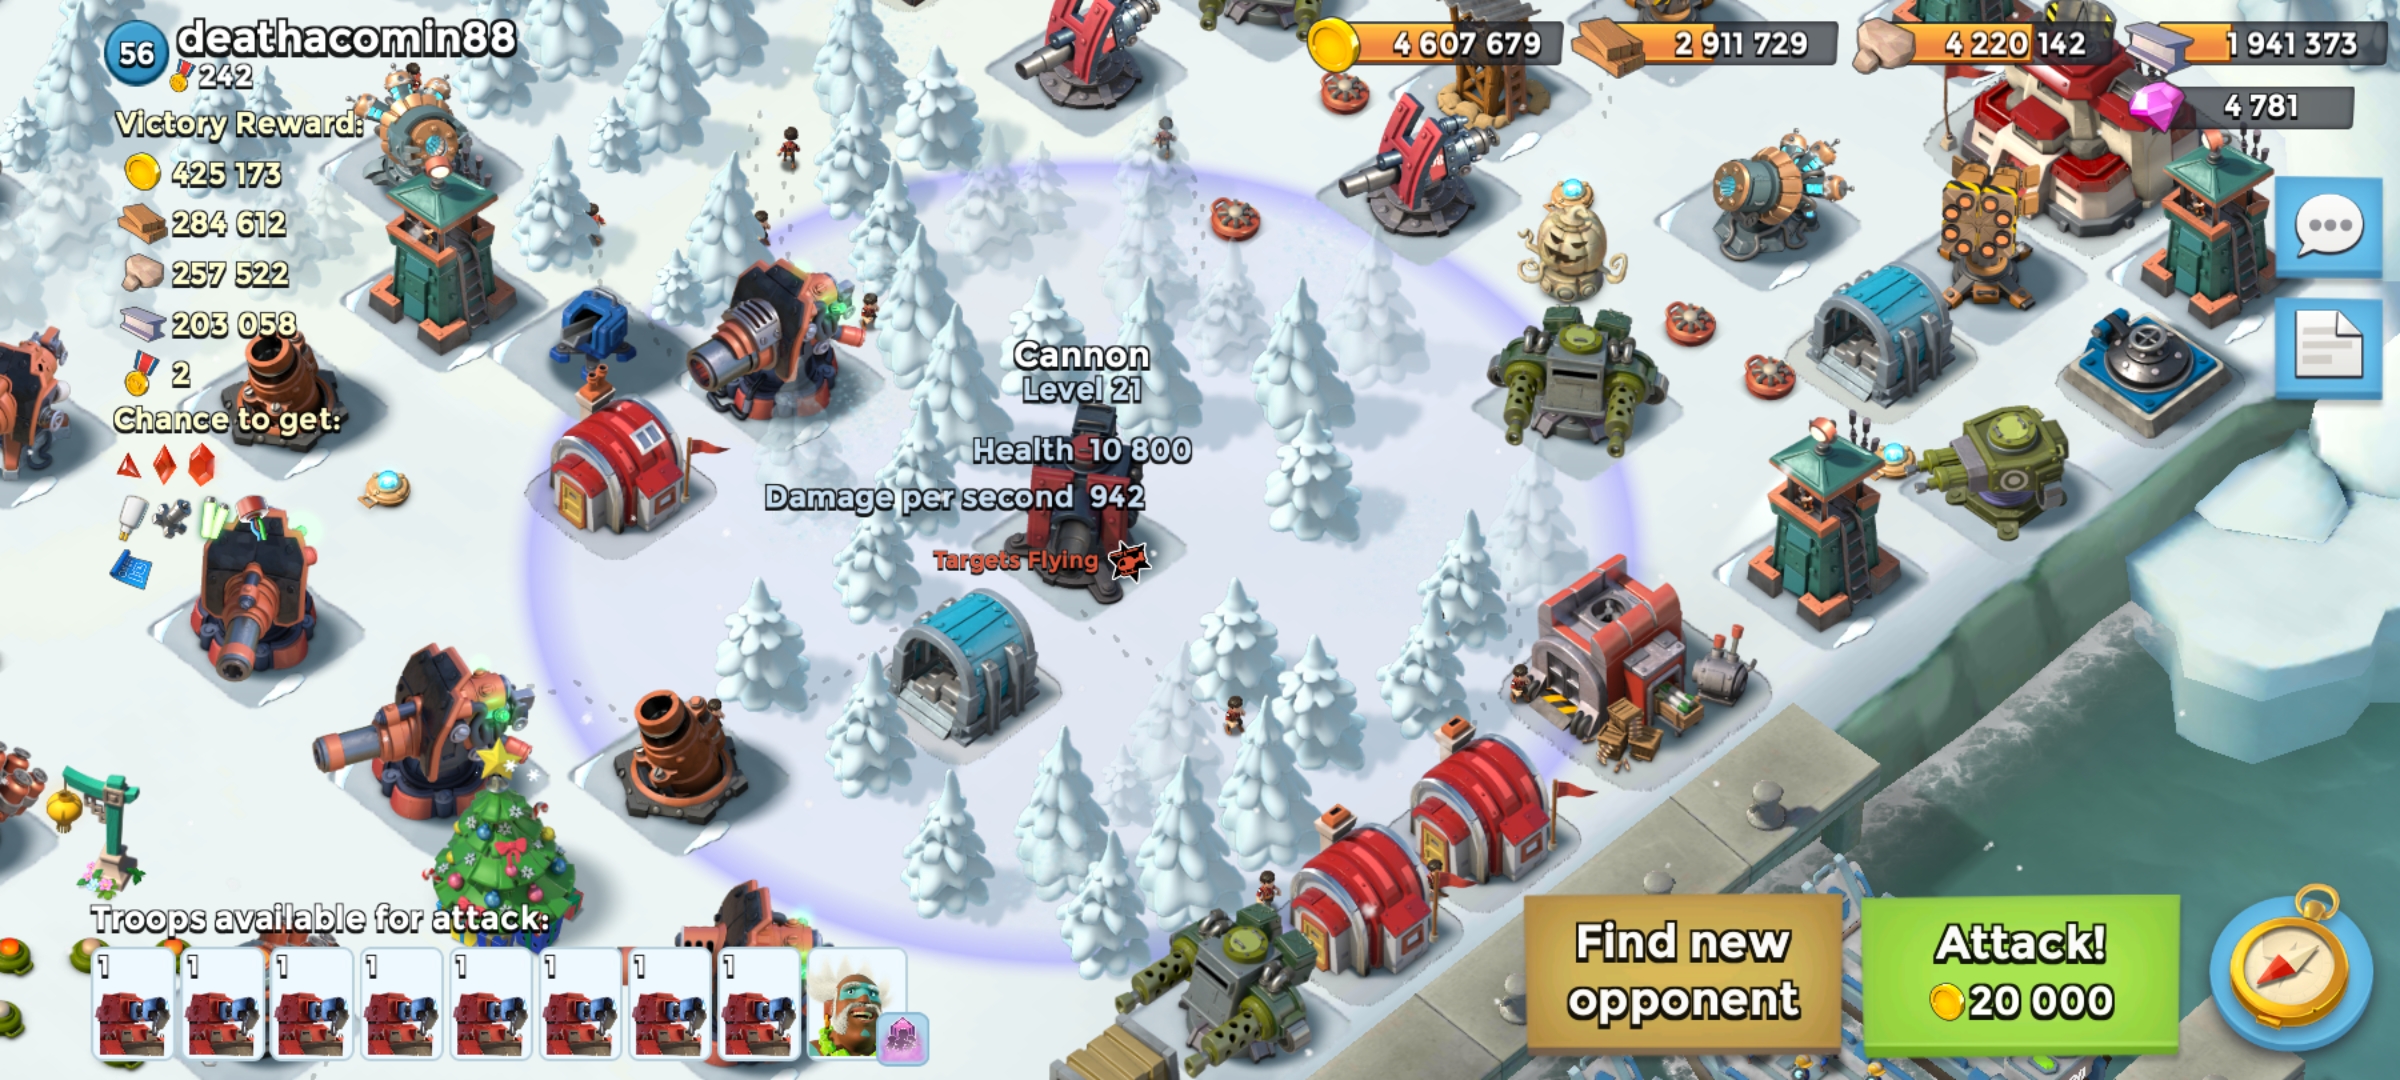 56 deathacomin88
242
Victory Reward:
425 173
284 612
257 522
203 058
2
Chance to get:
4 607 679
2 911 729
4 220 142
1 941 373
4 781
Cannon
Level 21
Health 10 800
Damage per second 942
Targets Flying
Troops available for attack:
1 1 1 1 1 1 1 1
Find new
opponent
Attack!
20 000